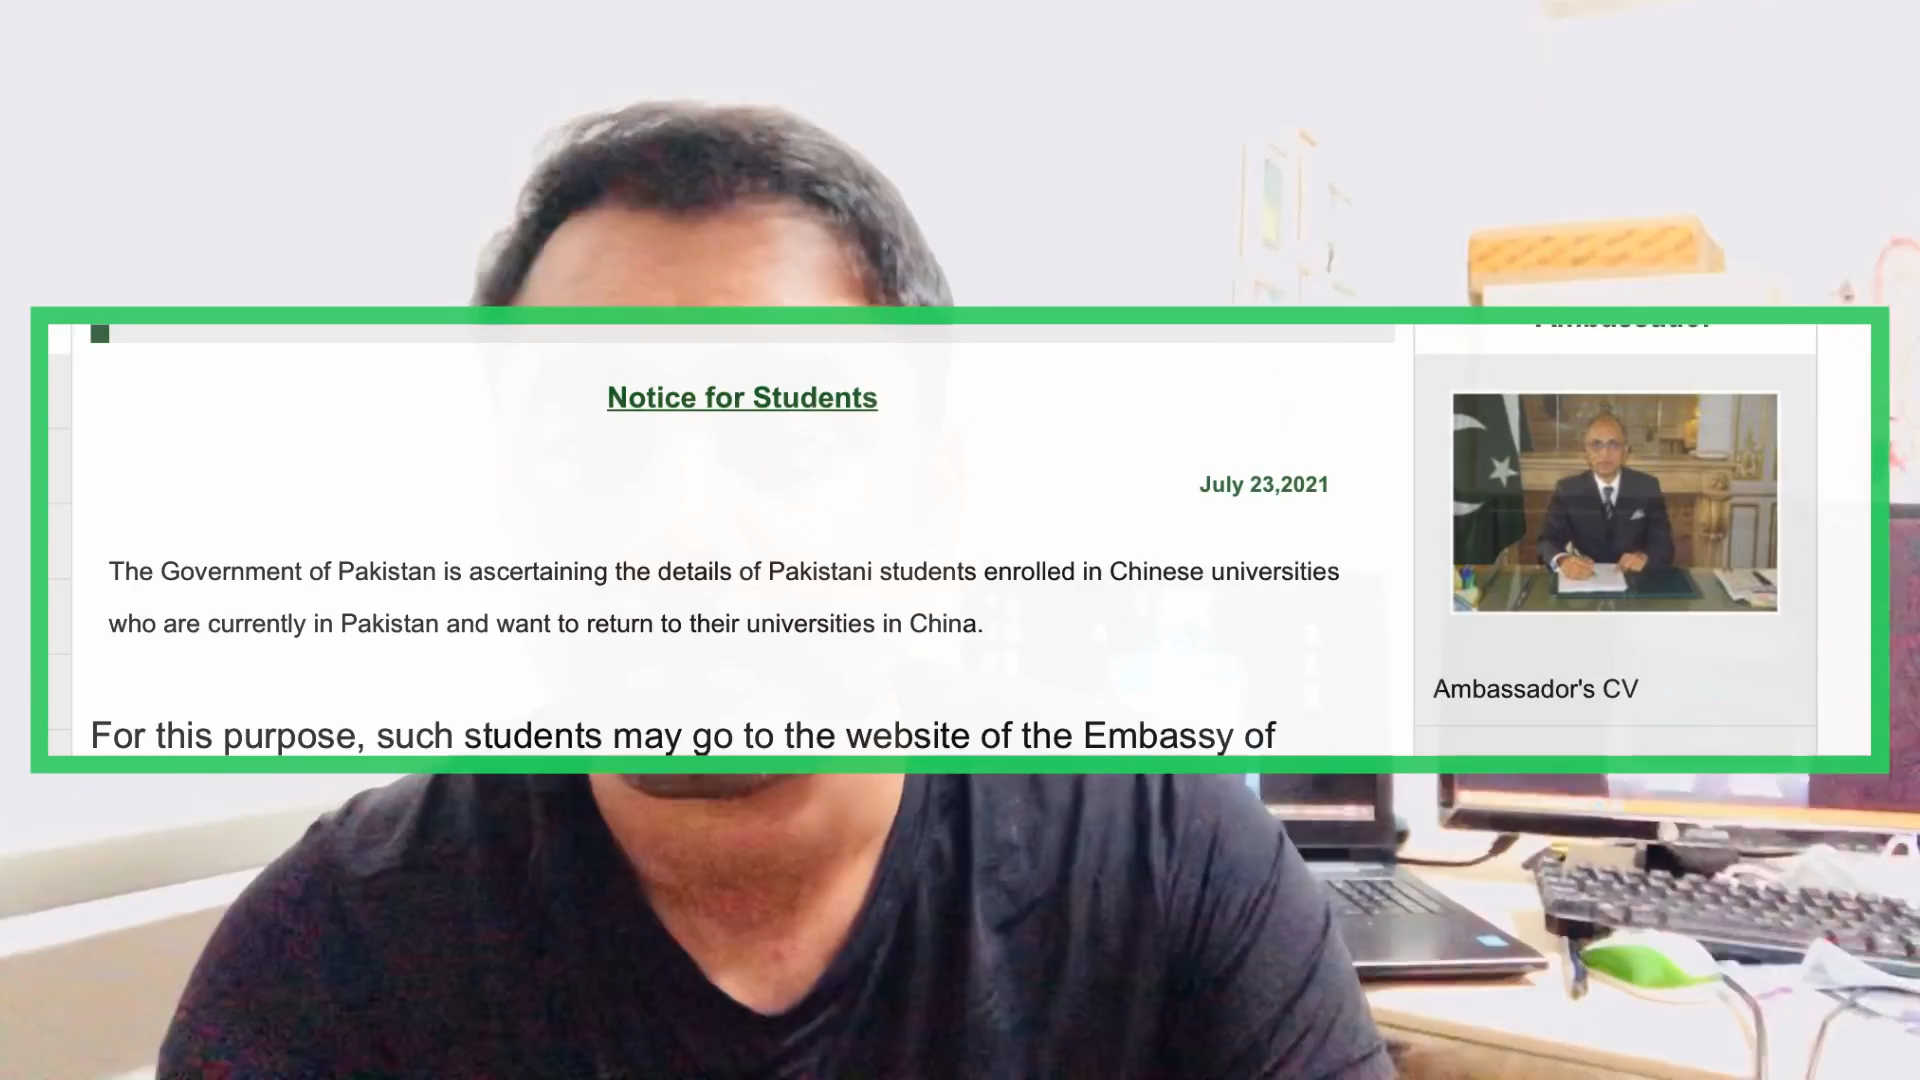 Ambassador
Notice for Students
July 23,2021
The Government of Pakistan is ascertaining the details of Pakistani students enrolled in Chinese universities
who are currently in Pakistan and want to return to their universities in China.
Ambassador's CV
For this purpose, such students may go to the website of the Embassy of